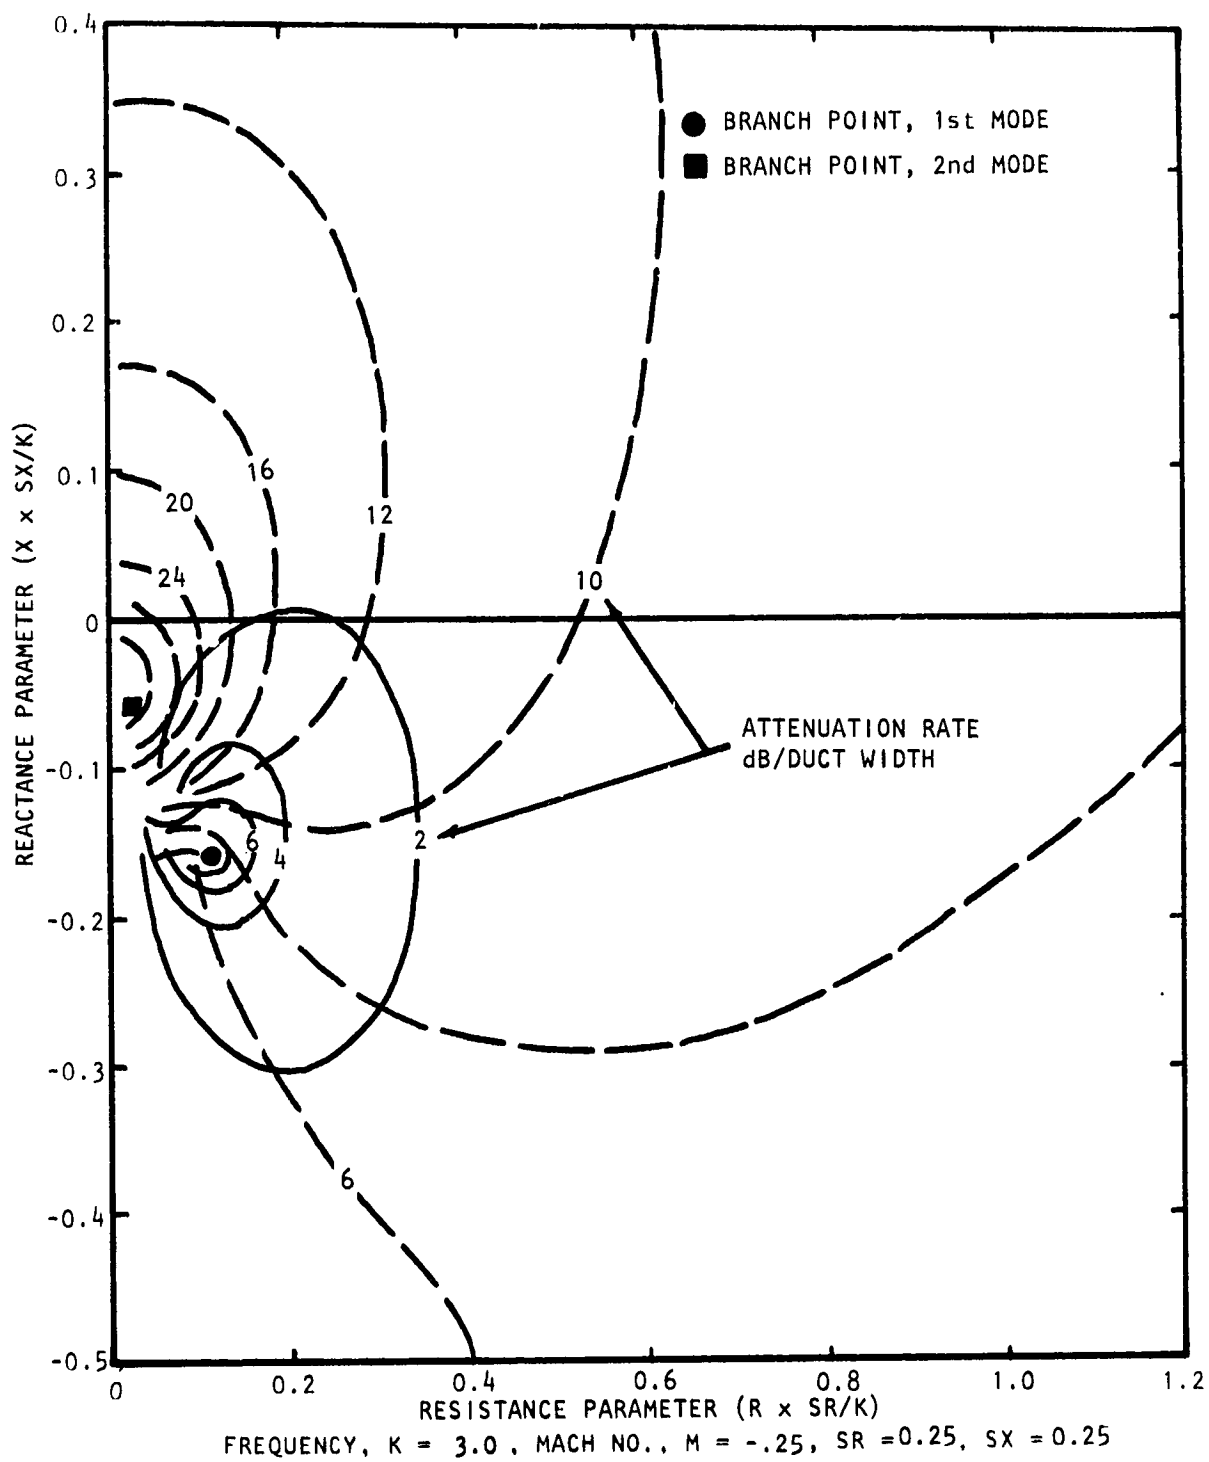 0.4
0.3
0.2
0.1
0
-0.1
-0.2
-0.3
-0.4
-0.5
REACTANCE PARAMETER (X x SX/K)
● BRANCH POINT, 1st MODE
■ BRANCH POINT, 2nd MODE
16
20
12
24
10
ATTENUATION RATE
dB/DUCT WIDTH
6
4
2
6
0 0.2 0.4 0.6 0.8 1.0 1.2
RESISTANCE PARAMETER (R x SR/K)
FREQUENCY, K = 3.0, MACH NO., M = -.25, SR =0.25, SX =0.25